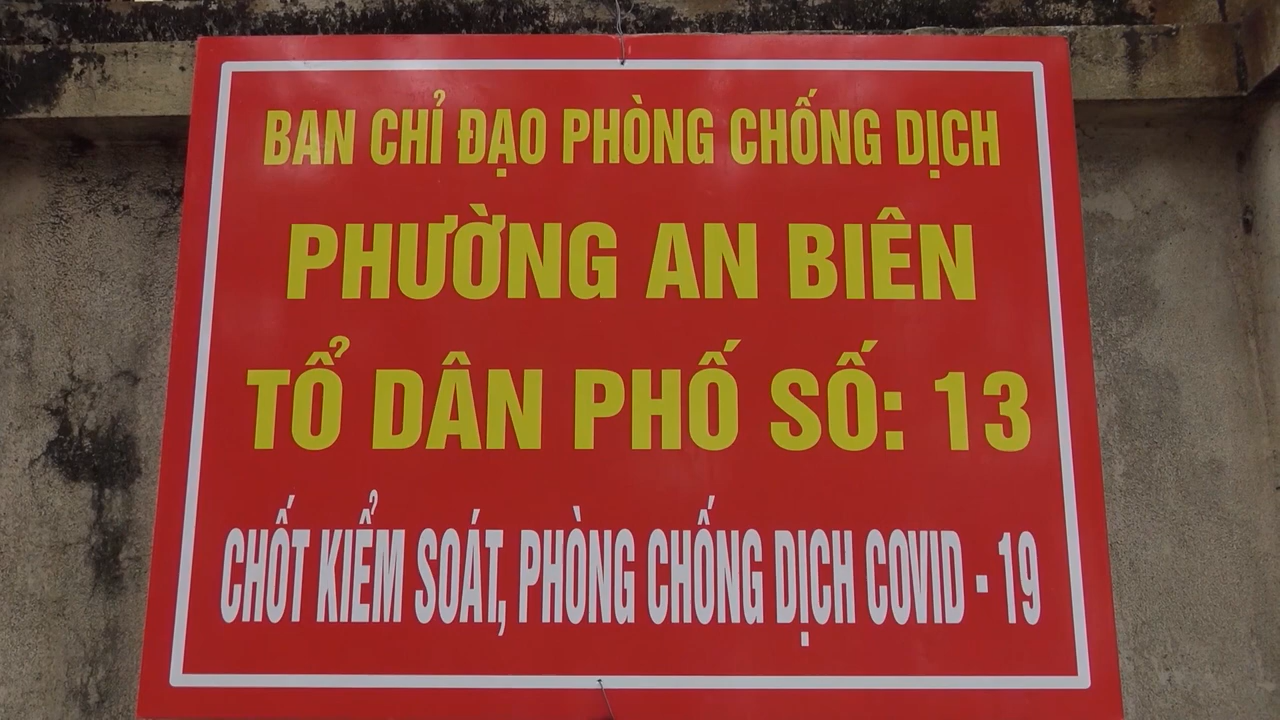 BAN CHỈ ĐẠO PHÒNG CHỐNG DỊCH
PHƯỜNG AN BIÊN
TỔ DÂN PHỐ SỐ: 13
CHỐT KIỂM SOÁT, PHÒNG CHỐNG DỊCH COVID - 19